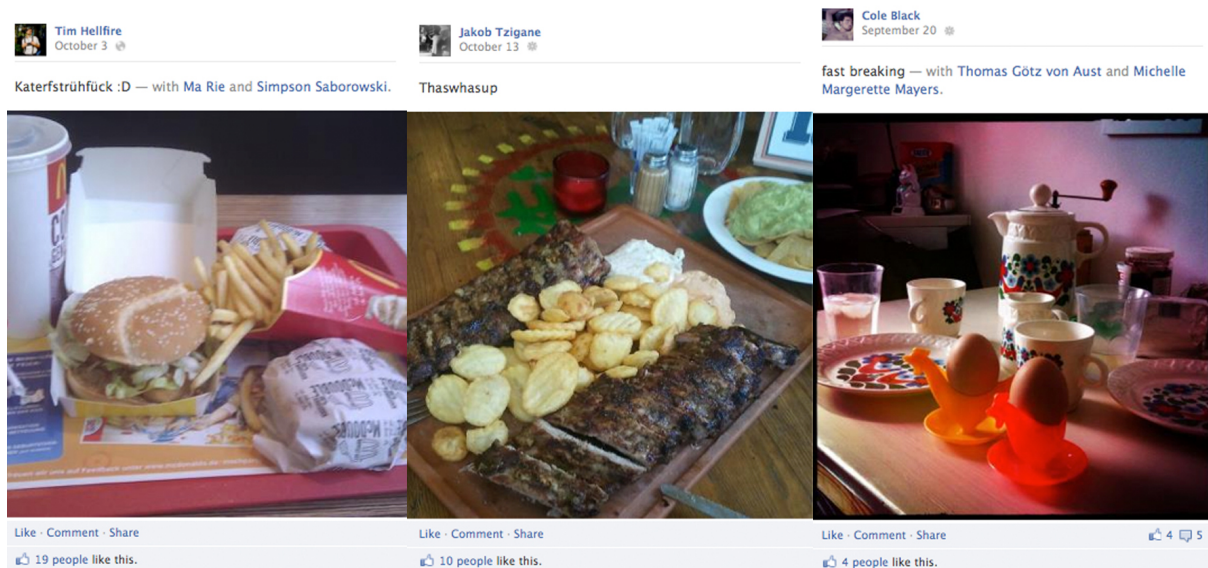 Tim Hellfire
October 3
Katerfstrühfück :D — with Ma Rie and Simpson Saborowski.
Like · Comment · Share
19 people like this.
Jakob Tzigane
October 13
Thaswhasup
Like · Comment · Share
10 people like this.
Cole Black
September 20
fast breaking — with Thomas Götz von Aust and Michelle
Margerette Mayers.
Like · Comment · Share
4 5
4 people like this.